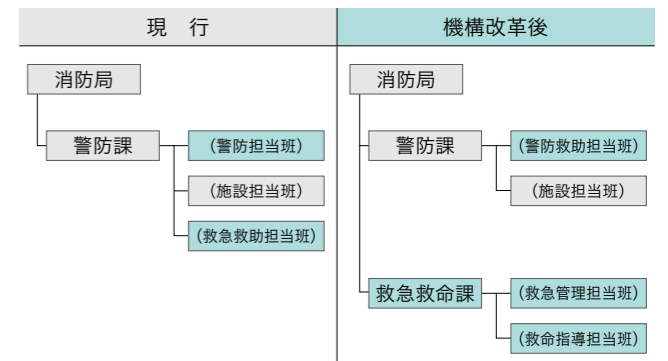 現　行
消防局
警防課
（警防担当班）
（施設担当班）
（救急救助担当班）
機構改革後
消防局
警防課
（警防救助担当班）
（施設担当班）
救急救命課
（救急管理担当班）
（救命指導担当班）